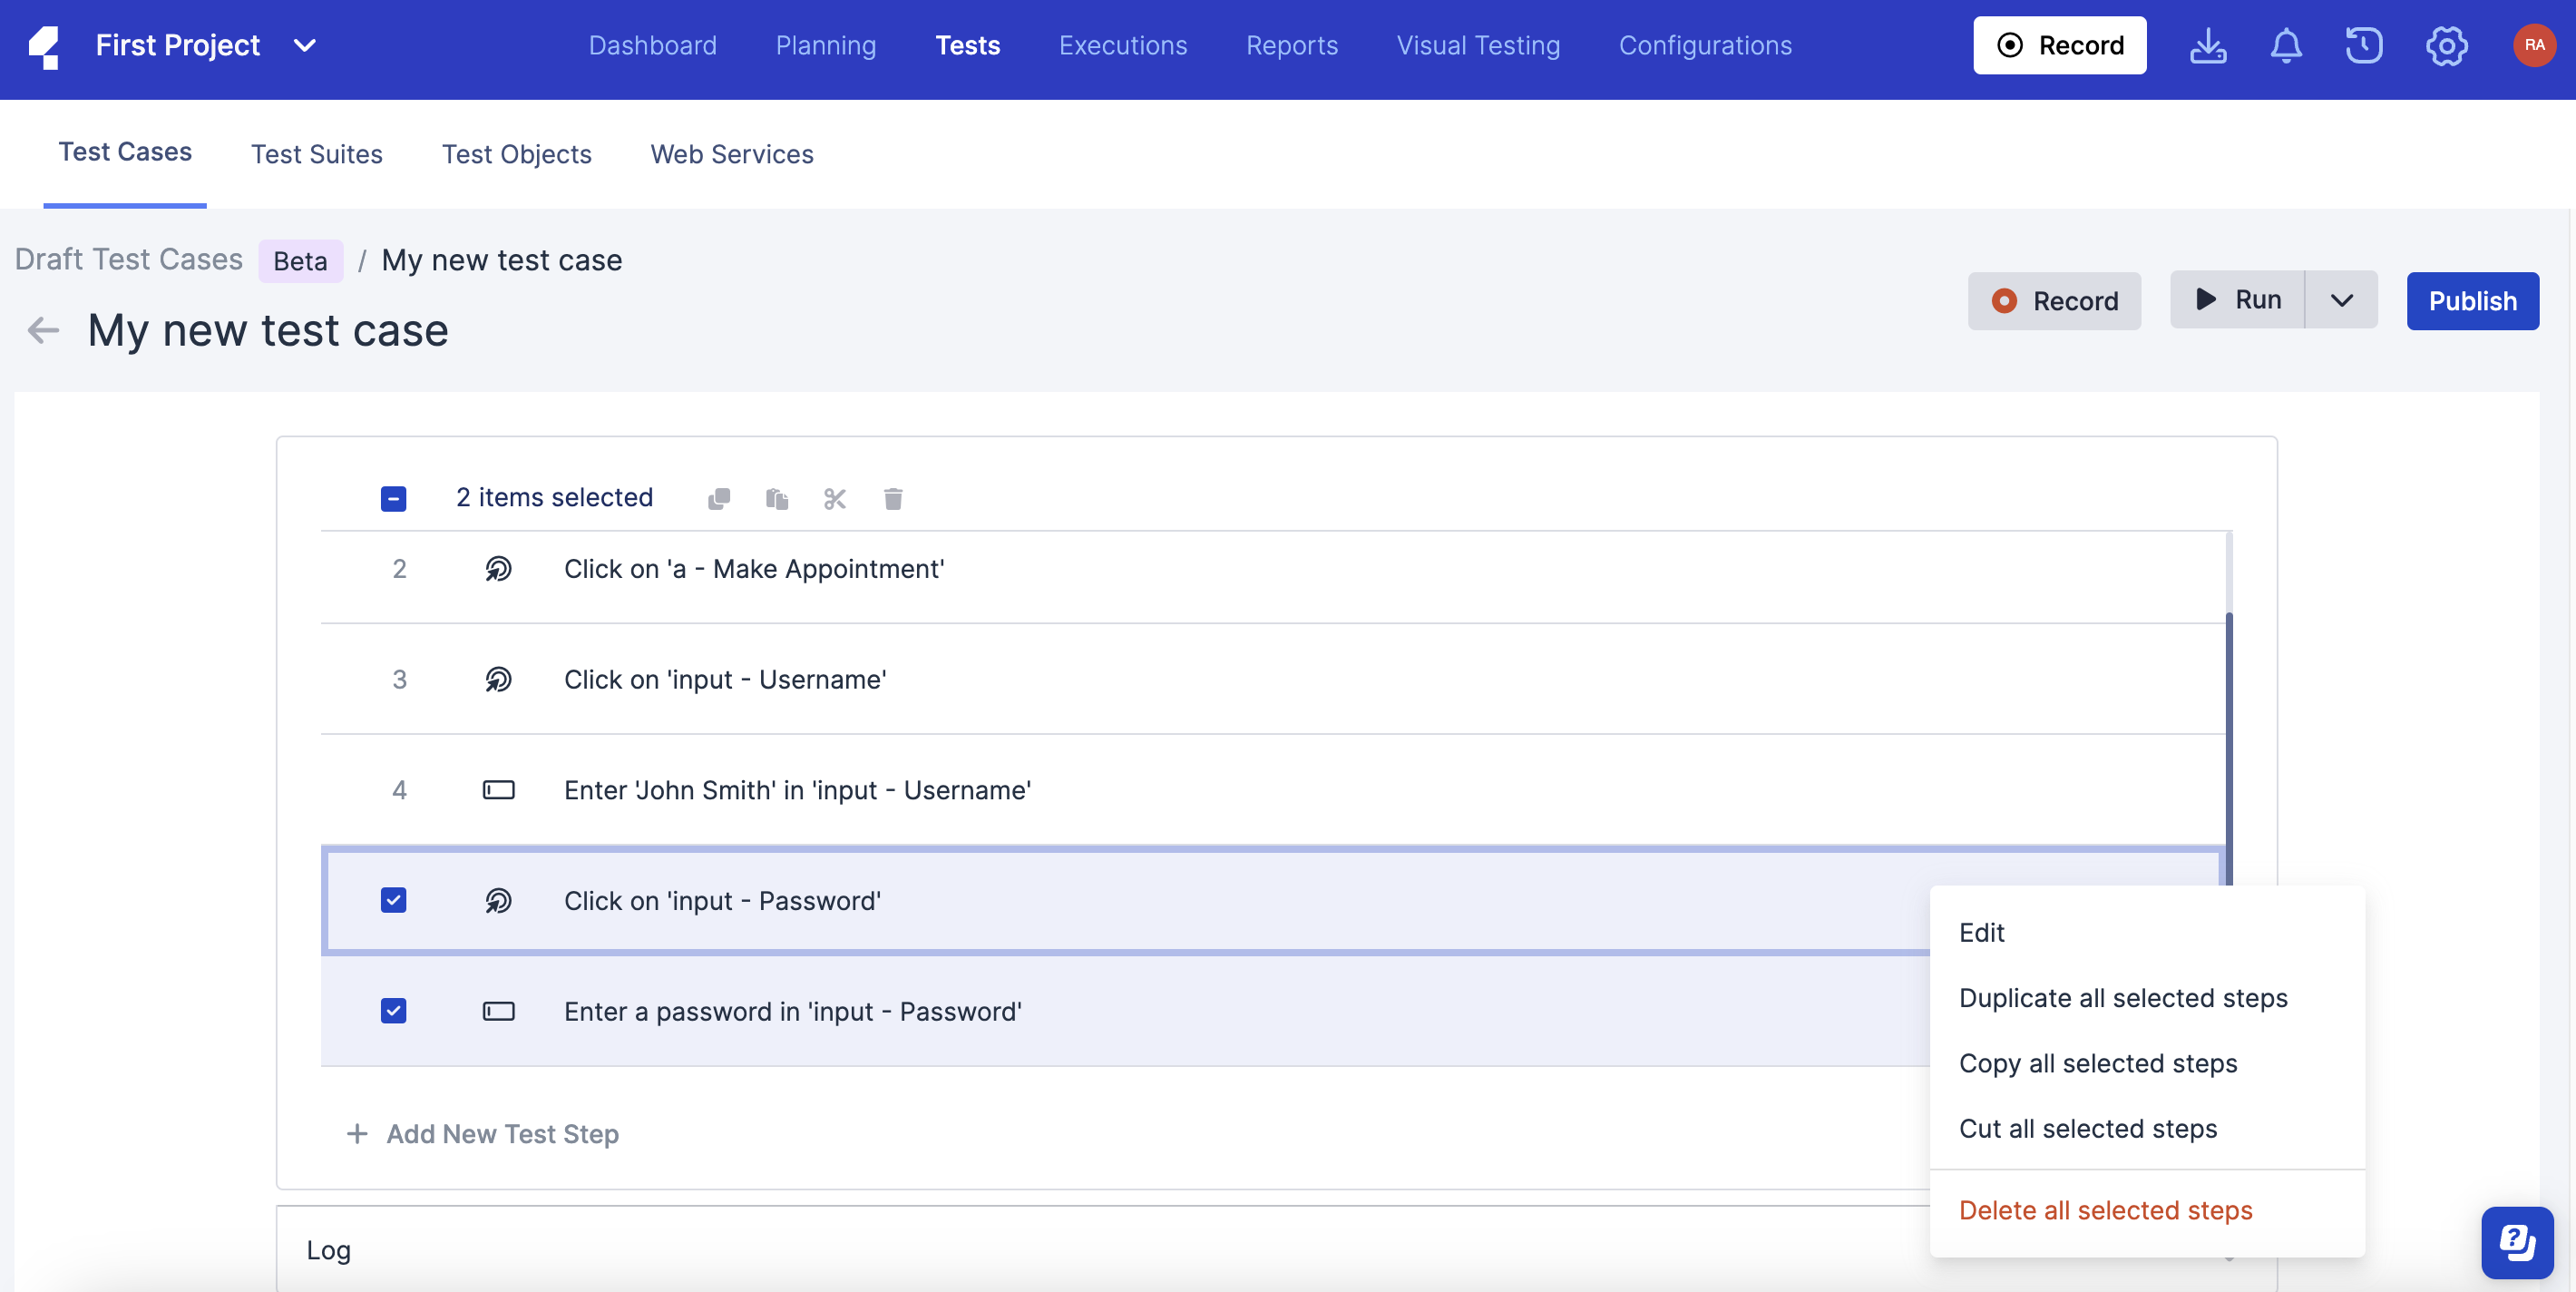 First Project
Dashboard
Planning
Tests
Executions
Reports
Visual Testing
Configurations
Record
RA
Test Cases
Test Suites
Test Objects
Web Services
Draft Test Cases Beta / My new test case
My new test case
Record
Run
Publish
2 items selected
2 Click on 'a - Make Appointment'
3 Click on 'input - Username'
4 Enter 'John Smith' in 'input - Username'
Click on 'input - Password'
Enter a password in 'input - Password'
+ Add New Test Step
Edit
Duplicate all selected steps
Copy all selected steps
Cut all selected steps
Delete all selected steps
Log
?